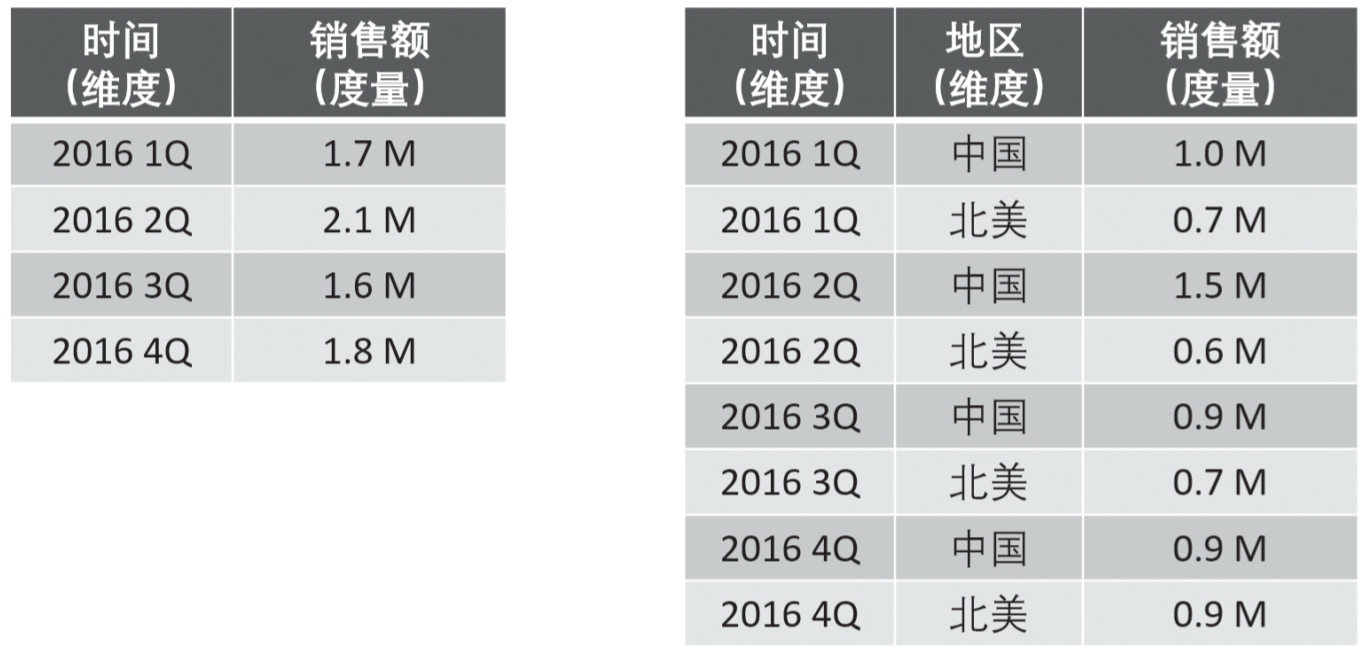 时间 销售额
(维度) (度量)
2016 1Q 1.7 M
2016 2Q 2.1 M
2016 3Q 1.6 M
2016 4Q 1.8 M
时间 地区 销售额
(维度) (维度) (度量)
2016 1Q 中国 1.0 M
2016 1Q 北美 0.7 M
2016 2Q 中国 1.5 M
2016 2Q 北美 0.6 M
2016 3Q 中国 0.9 M
2016 3Q 北美 0.7 M
2016 4Q 中国 0.9 M
2016 4Q 北美 0.9 M